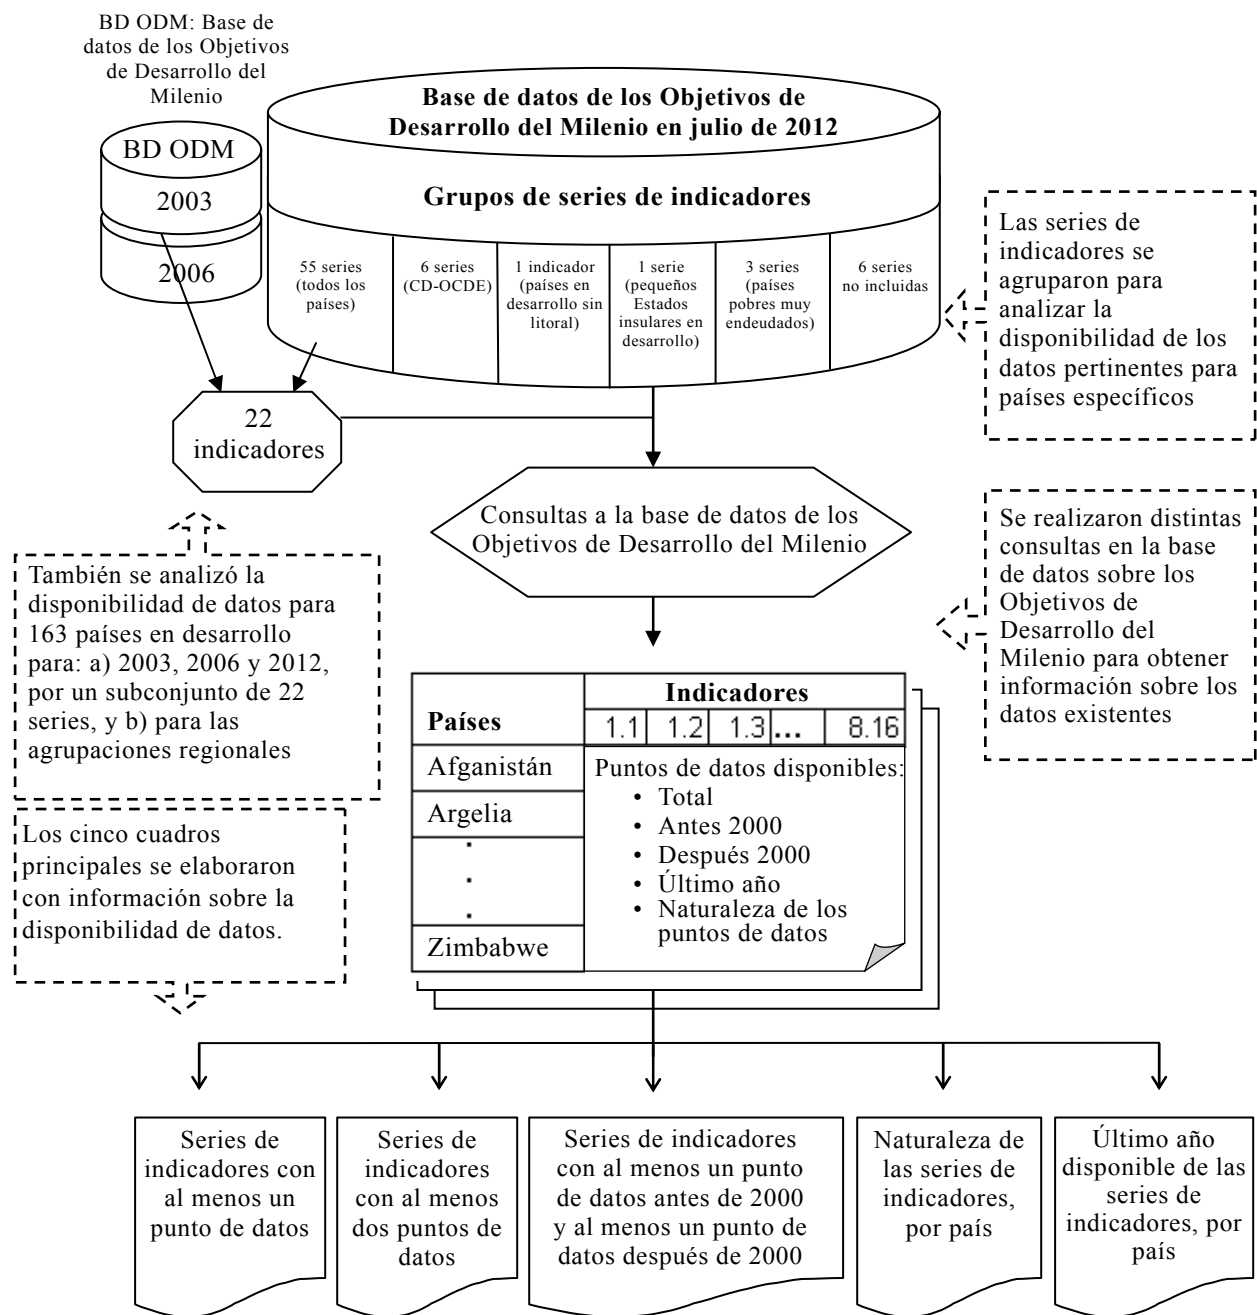 BD ODM: Base de
datos de los Objetivos
de Desarrollo del
Milenio
BD ODM
2003
2006
Base de datos de los Objetivos de
Desarrollo del Milenio en julio de 2012
Grupos de series de indicadores
55 series
(todos los
países)
6 series
(CD-OCDE)
1 indicador
(países en
desarrollo sin
litoral)
1 serie
(pequeños
Estados
insulares en
desarrollo)
3 series
(países
pobres muy
endeudados)
6 series
no incluidas
Las series de
indicadores se
agruparon para
analizar la
disponibilidad de los
datos pertinentes para
países específicos
22
indicadores
Consultas a la base de datos de los
Objetivos de Desarrollo del Milenio
Se realizaron distintas
consultas en la base
de datos sobre los
Objetivos de
Desarrollo del
Milenio para obtener
información sobre los
datos existentes
También se analizó la
disponibilidad de datos para
163 países en desarrollo
para: a) 2003, 2006 y 2012,
por un subconjunto de 22
series, y b) para las
agrupaciones regionales
Los cinco cuadros
principales se elaboraron
con información sobre la
disponibilidad de datos.
Países
Indicadores
1.1 1.2 1.3 ... 8.16
Afganistán
Argelia
.
.
.
Zimbabwe
Puntos de datos disponibles:
• Total
• Antes 2000
• Después 2000
• Último año
• Naturaleza de los
puntos de datos
Series de
indicadores con
al menos un
punto de datos
Series de
indicadores
con al menos
dos puntos de
datos
Series de indicadores
con al menos un punto
de datos antes de 2000
y al menos un punto de
datos después de 2000
Naturaleza de
las series de
indicadores,
por país
Último año
disponible de las
series de
indicadores, por
país